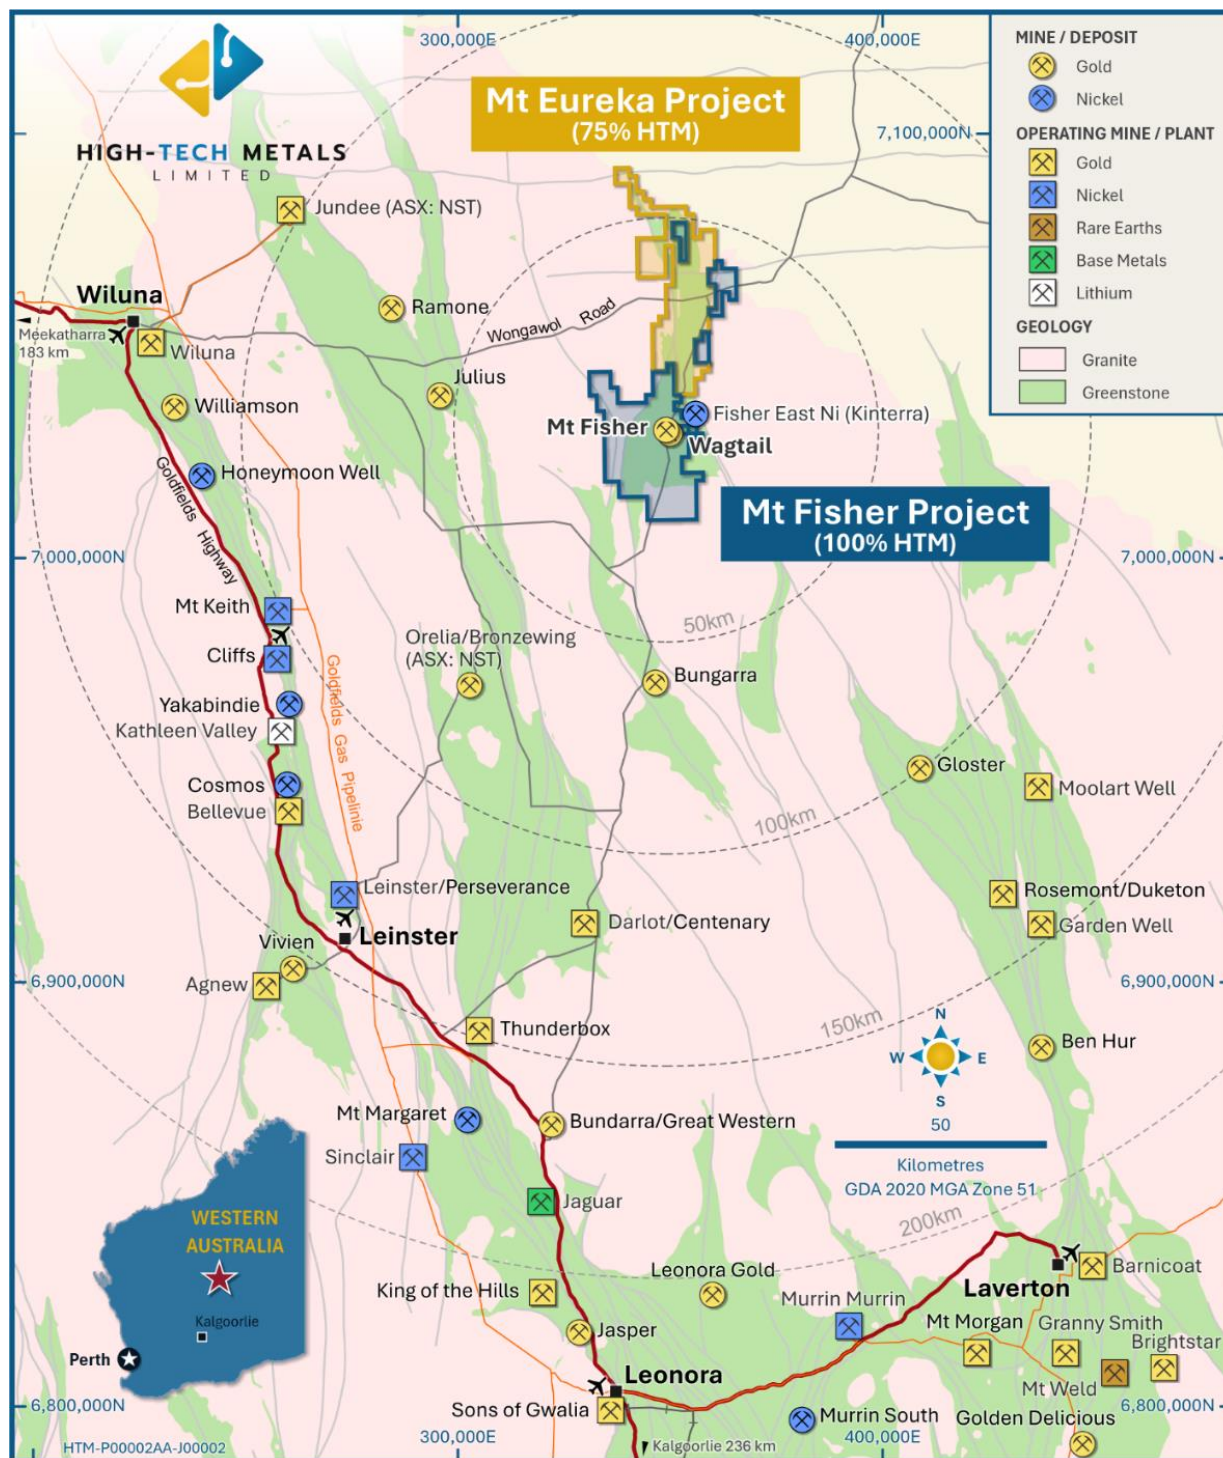 300,000E
400,000E
HIGH-TECH METALS
LIMITED
Mt Eureka Project
(75% HTM)
7,100,000N
MINE / DEPOSIT
Gold
Nickel
OPERATING MINE / PLANT
Gold
Nickel
Rare Earths
Base Metals
Lithium
GEOLOGY
Granite
Greenstone
Jundee (ASX: NST)
Wiluna
Ramone
Wongawol Road
Meekatharra
183 km
Wiluna
Julius
Williamson
Fisher East Ni (Kinterra)
Mt Fisher
Wagtail
Honeymoon Well
Goldfields Highway
Mt Fisher Project
(100% HTM)
7,000,000N
7,000,000N
Mt Keith
50km
Orelia/Bronzewing
(ASX: NST)
Cliffs
Goldfields Gas Pipelinie
Bungarra
Yakabindie
Kathleen Valley
Gloster
Cosmos
Moolart Well
Bellevue
100km
Leinster/Perseverance
Rosemont/Duketon
Darlot/Centenary
Garden Well
Leinster
Vivien
Agnew
6,900,000N
6,900,000N
150km
Thunderbox
N
W
E
S
Ben Hur
Mt Margaret
Bundarra/Great Western
50
Kilometres
GDA 2020 MGA Zone 51
Sinclair
Jaguar
200km
WESTERN
AUSTRALIA
Kalgoorlie
Perth
Leonora Gold
Barnicoat
Laverton
King of the Hills
Murrin Murrin
Mt Morgan
Granny Smith
Brightstar
Jasper
Leonora
Mt Weld
Sons of Gwalia
6,800,000N
6,800,000N
Murrin South
Golden Delicious
HTM-P00002AA-J00002
300,000E
Kalgoorlie 236 km
400,000E